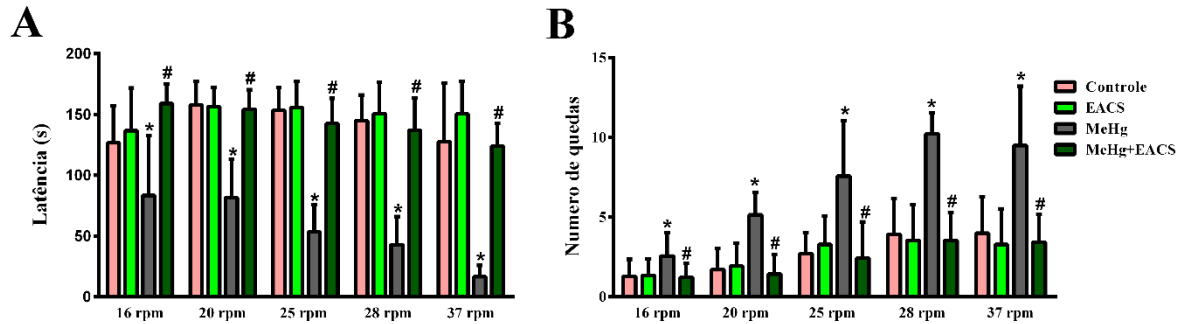 A
B
200
150
100
50
0
Latência (s)
#
*
#
*
#
*
#
*
#
*
16 rpm
20 rpm
25 rpm
28 rpm
37 rpm
15
10
5
0
Numero de quedas
*
#
*
#
*
#
*
#
*
#
16 rpm
20 rpm
25 rpm
28 rpm
37 rpm
Controle
EACS
MeHg
MeHg+EACS